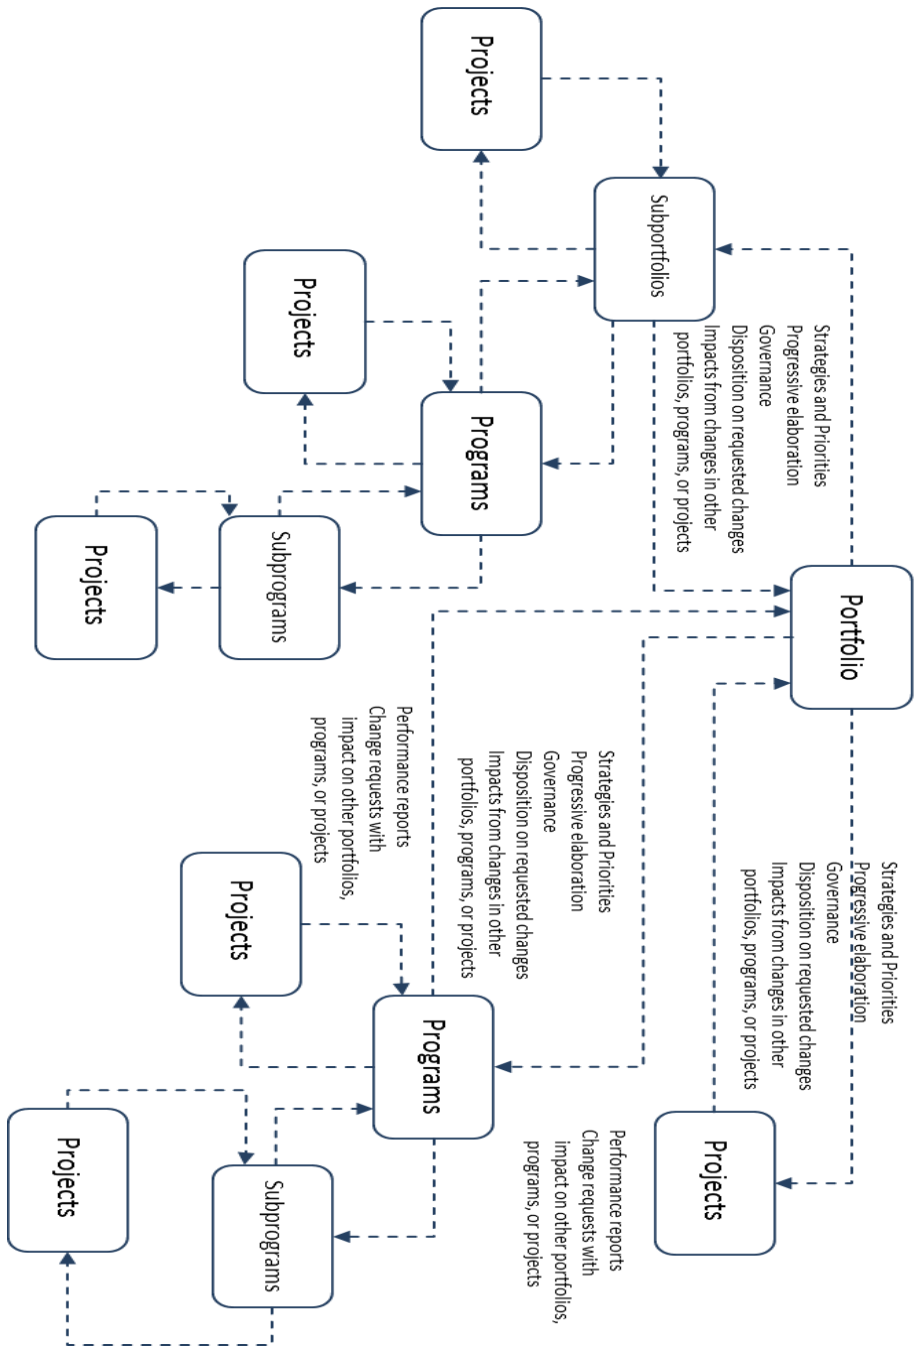 Portfolio
Strategies and Priorities
Progressive elaboration
Governance
Disposition on requested changes
Impacts from changes in other
portfolios, programs, or projects
Strategies and Priorities
Progressive elaboration
Governance
Disposition on requested changes
Impacts from changes in other
portfolios, programs, or projects
Subportfolios
Projects
Strategies and Priorities
Progressive elaboration
Governance
Disposition on requested changes
Impacts from changes in other
portfolios, programs, or projects
Performance reports
Change requests with
impact on other portfolios,
programs, or projects
Projects
Programs
Performance reports
Change requests with
impact on other portfolios,
programs, or projects
Programs
Projects
Subprograms
Projects
Subprograms
Projects
Projects